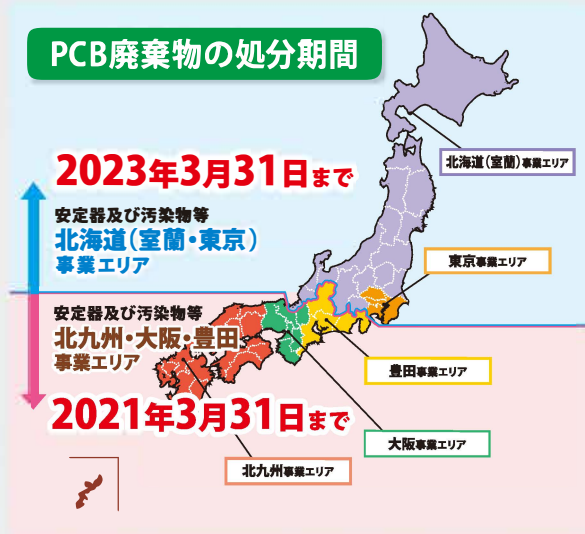 PCB廃棄物の処分期間
2023年3月31日まで
安定器及び汚染物等
北海道（室蘭・東京）
事業エリア
安定器及び汚染物等
北九州・大阪・豊田
事業エリア
2021年3月31日まで
北海道（室蘭）事業エリア
東京事業エリア
豊田事業エリア
大阪事業エリア
北九州事業エリア